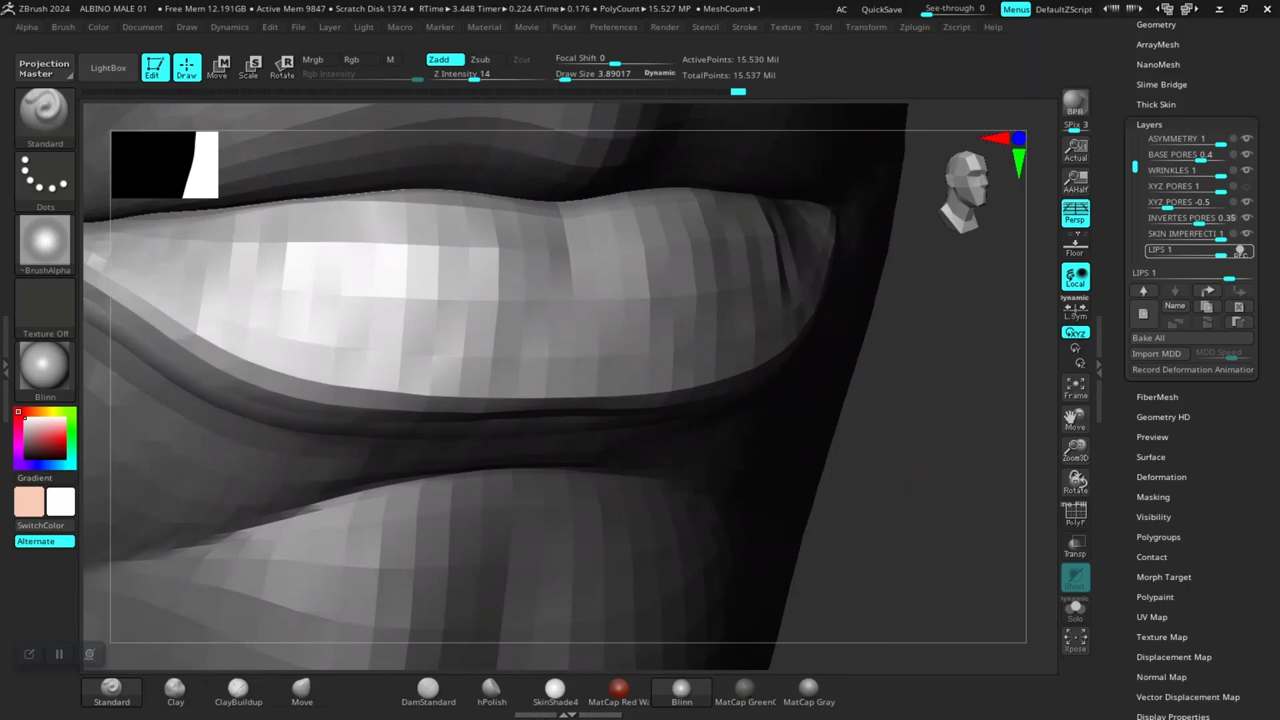 ZBrush 2024 ALBINO MALE 01 • Free Mem 12.191GB • Active Mem 9847 • Scratch Disk 1374 • RTime▸3.448 Timer▸0.224 ATime▸0.176 • PolyCount▸15.527 MP • MeshCount▸1 AC QuickSave See-through 0 Menus DefaultZScript
Alpha Brush Color Document Draw Dynamics Edit File Layer Light Macro Marker Material Movie Picker Preferences Render Stencil Stroke Texture Tool Transform Zplugin Zscript Help
Projection Master
LightBox
Edit
Draw
Move
Scale
Rotate
Mrgb Rgb M
Rgb Intensity
Zadd Zsub Zcut
Z Intensity 14
Focal Shift 0
Draw Size 3.89017 Dynamic
ActivePoints: 15.530 Mil
TotalPoints: 15.537 Mil
Standard
Dots
~BrushAlpha
Texture Off
Blinn
Gradient
SwitchColor
Alternate
BPR
SPix 3
Actual
AAHalf
Persp
Floor
Local
Dynamic
L.Sym
XYZ
Frame
Move
Zoom3D
Rotate
PolyF
Transp
Ghost
Dynamic
Solo
Xpose
Geometry
ArrayMesh
NanoMesh
Slime Bridge
Thick Skin
Layers
ASYMMETRY 1
BASE PORES 0.4
WRINKLES 1
XYZ PORES 1
XYZ PORES -0.5
INVERTES PORES 0.35
SKIN IMPERFECTI 1
LIPS 1
REC
LIPS 1
Name
Bake All
Import MDD MDD Speed
Record Deformation Animation
FiberMesh
Geometry HD
Preview
Surface
Deformation
Masking
Visibility
Polygroups
Contact
Morph Target
Polypaint
UV Map
Texture Map
Displacement Map
Normal Map
Vector Displacement Map
Display Properties
Standard Clay ClayBuildup Move DamStandard hPolish SkinShade4 MatCap Red Wa Blinn MatCap GreenC MatCap Gray